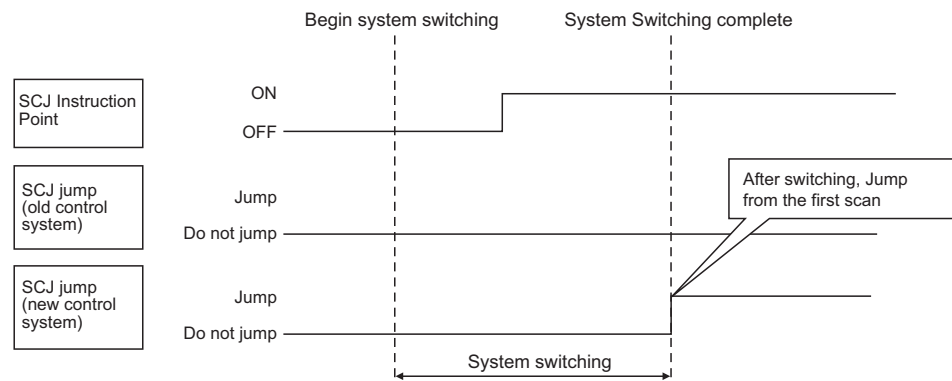 Begin system switching
System Switching complete
SCJ Instruction
Point
ON
OFF
SCJ jump
(old control
system)
Jump
Do not jump
After switching, Jump
from the first scan
SCJ jump
(new control
system)
Jump
Do not jump
System switching